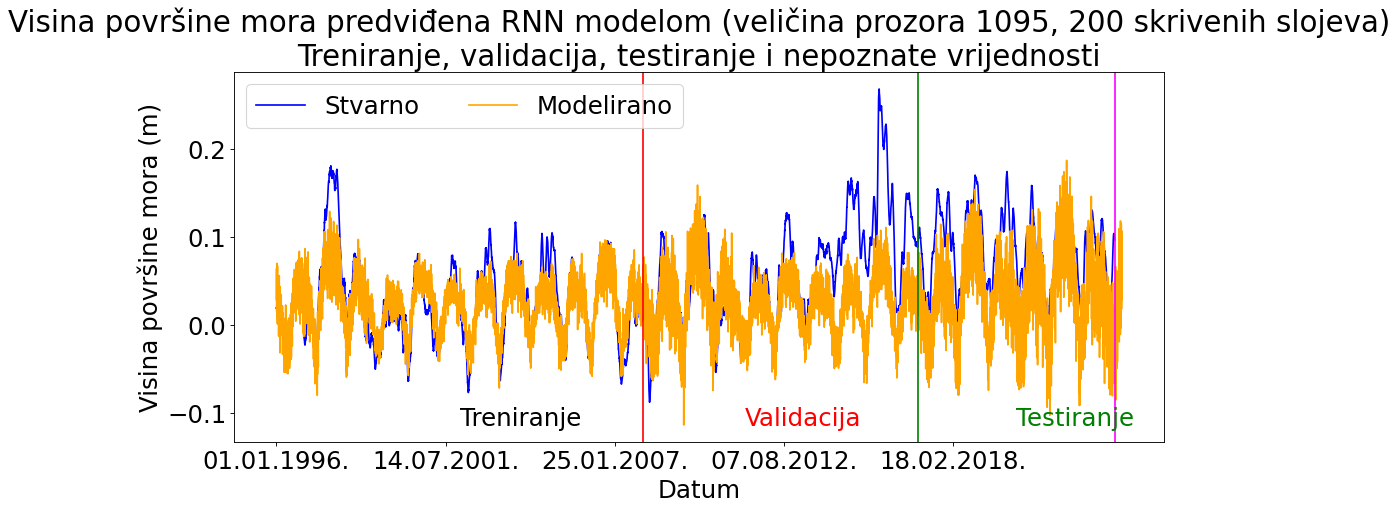 Visina površine mora predviđena RNN modelom (veličina prozora 1095, 200 skrivenih slojeva)
Treniranje, validacija, testiranje i nepoznate vrijednosti
Stvarno Modelirano
Visina površine mora (m)
0.2
0.1
0.0
−0.1
Treniranje Validacija Testiranje
01.01.1996. 14.07.2001. 25.01.2007. 07.08.2012. 18.02.2018.
Datum